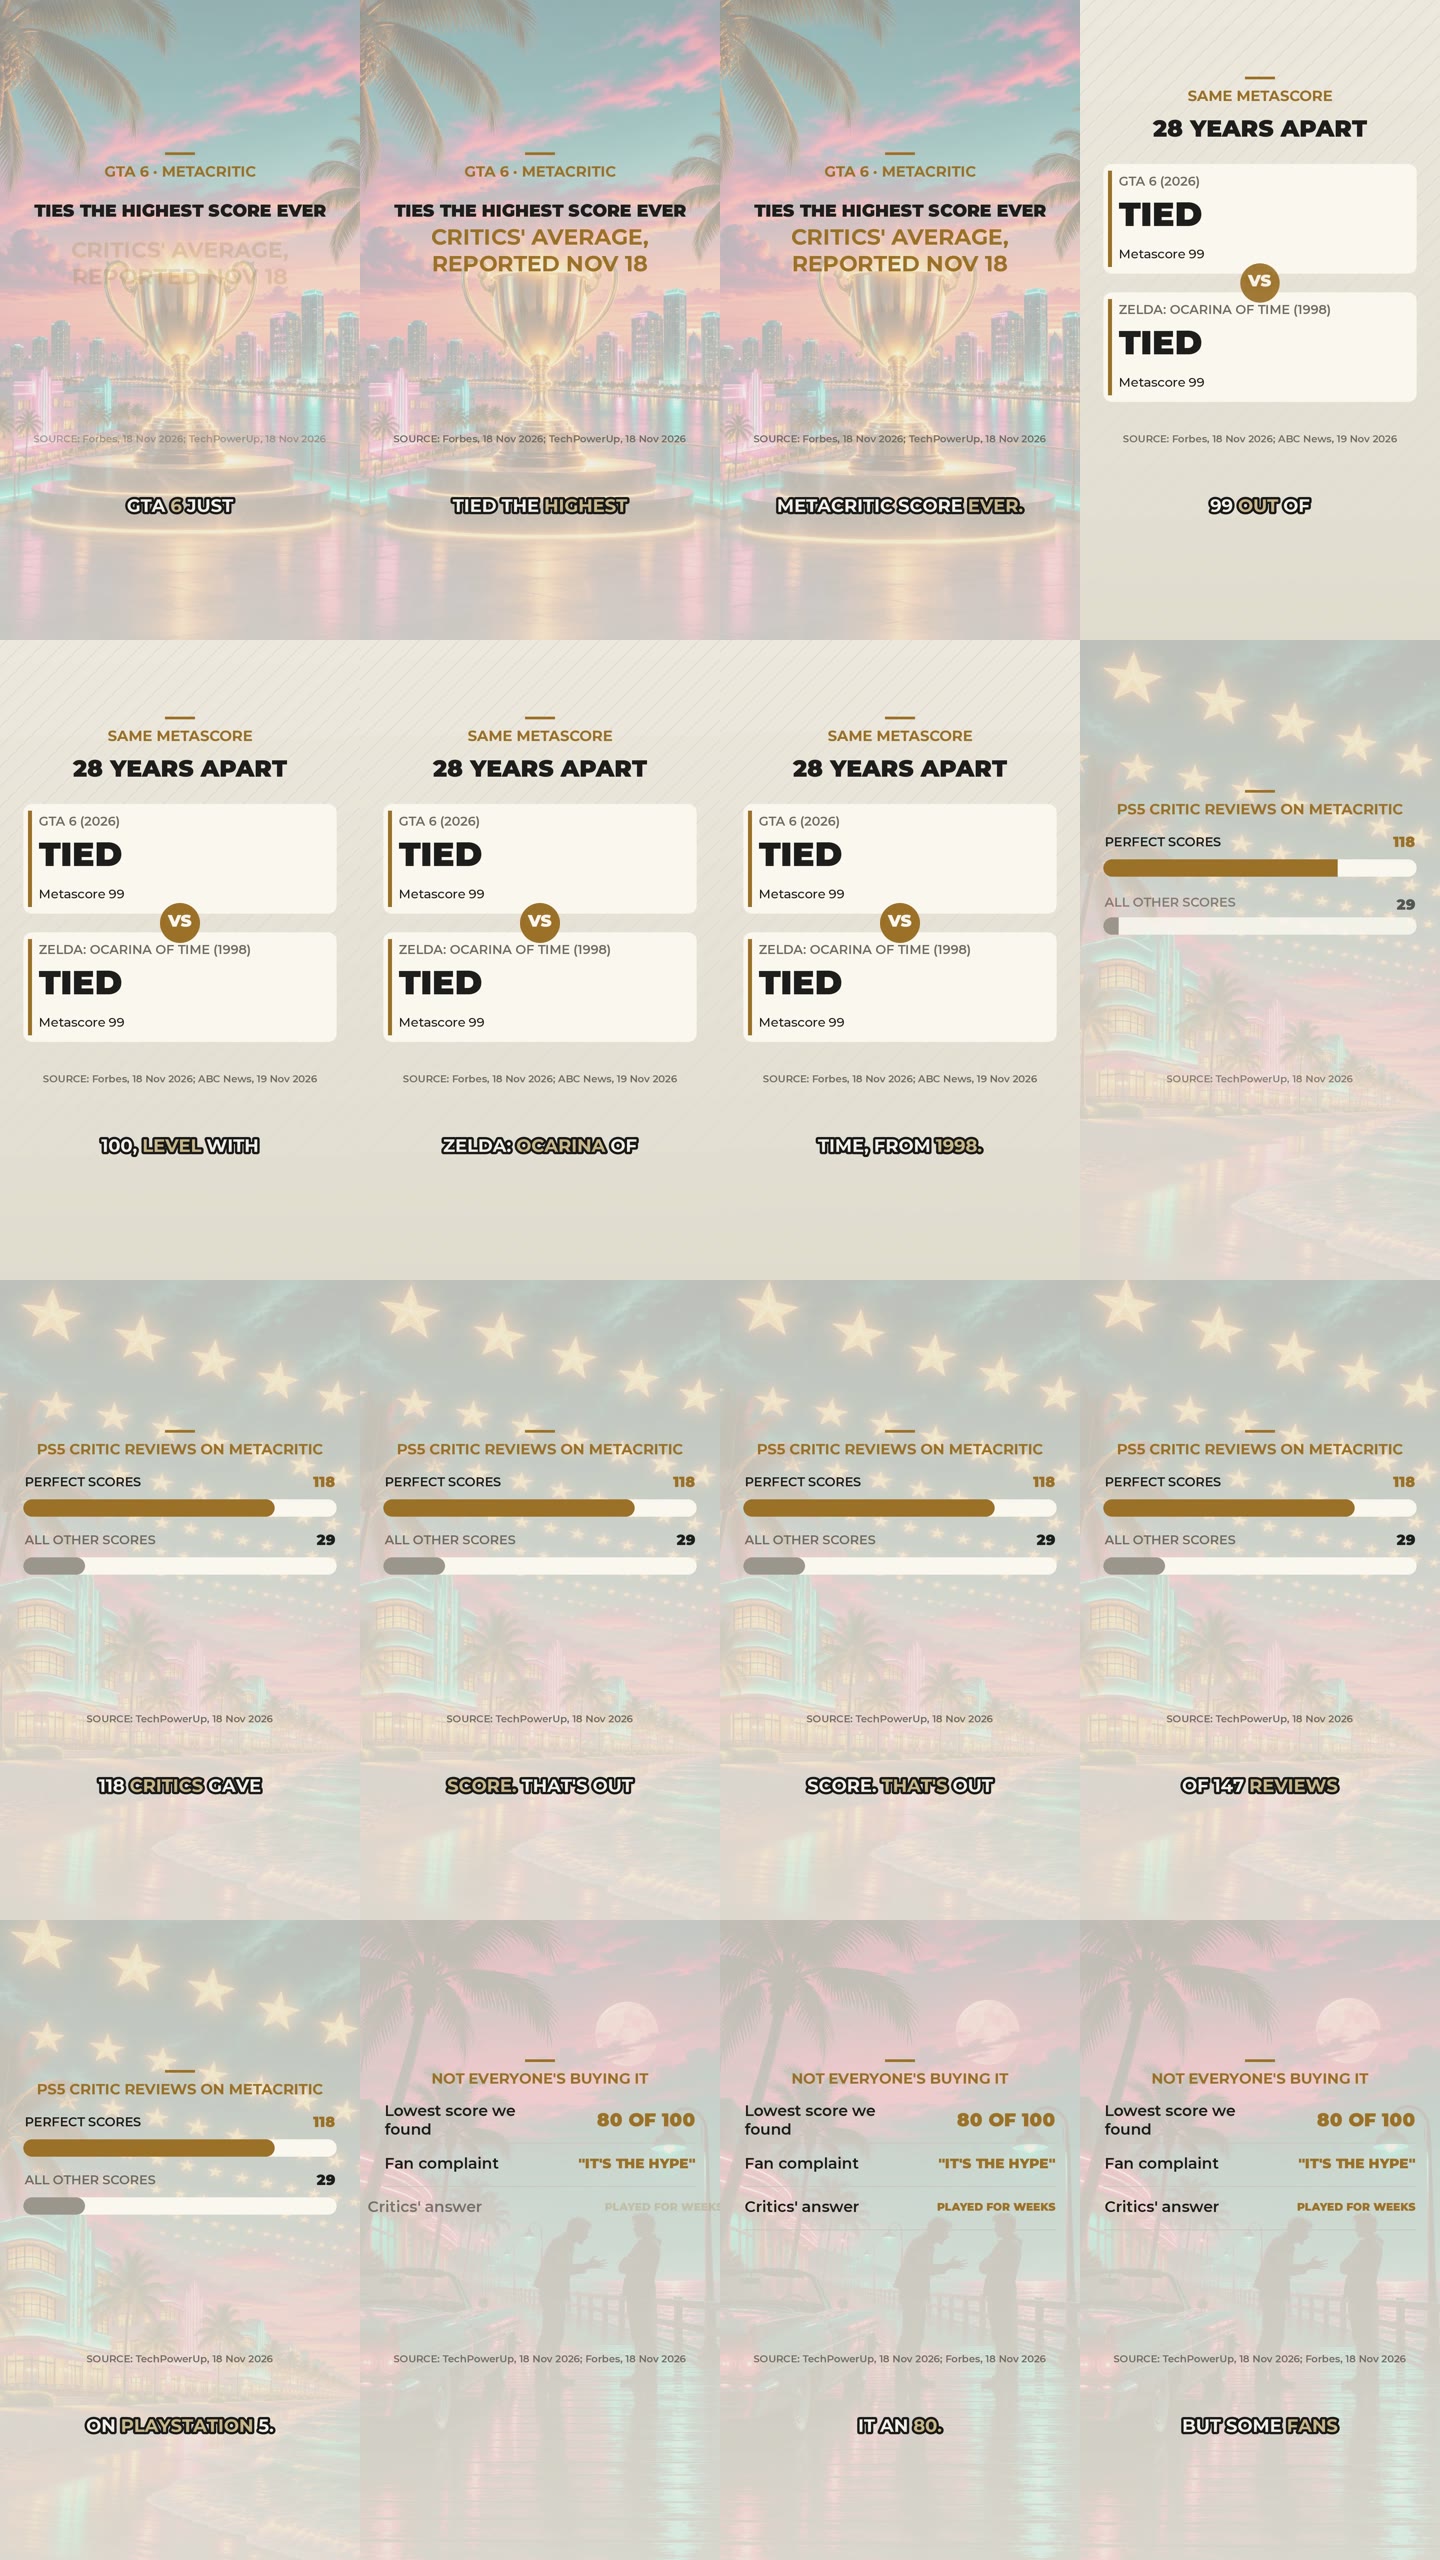 GTA 6 · METACRITIC
TIES THE HIGHEST SCORE EVER
CRITICS' AVERAGE,
REPORTED NOV 18
SOURCE: Forbes, 18 Nov 2026; TechPowerUp, 18 Nov 2026
GTA 6 JUST
GTA 6 · METACRITIC
TIES THE HIGHEST SCORE EVER
CRITICS' AVERAGE,
REPORTED NOV 18
SOURCE: Forbes, 18 Nov 2026; TechPowerUp, 18 Nov 2026
TIED THE HIGHEST
GTA 6 · METACRITIC
TIES THE HIGHEST SCORE EVER
CRITICS' AVERAGE,
REPORTED NOV 18
SOURCE: Forbes, 18 Nov 2026; TechPowerUp, 18 Nov 2026
METACRITIC SCORE EVER.
SAME METASCORE
28 YEARS APART
GTA 6 (2026)
TIED
Metascore 99
VS
ZELDA: OCARINA OF TIME (1998)
TIED
Metascore 99
SOURCE: Forbes, 18 Nov 2026; ABC News, 19 Nov 2026
99 OUT OF
SAME METASCORE
28 YEARS APART
GTA 6 (2026)
TIED
Metascore 99
VS
ZELDA: OCARINA OF TIME (1998)
TIED
Metascore 99
SOURCE: Forbes, 18 Nov 2026; ABC News, 19 Nov 2026
100, LEVEL WITH
SAME METASCORE
28 YEARS APART
GTA 6 (2026)
TIED
Metascore 99
VS
ZELDA: OCARINA OF TIME (1998)
TIED
Metascore 99
SOURCE: Forbes, 18 Nov 2026; ABC News, 19 Nov 2026
ZELDA: OCARINA OF
SAME METASCORE
28 YEARS APART
GTA 6 (2026)
TIED
Metascore 99
VS
ZELDA: OCARINA OF TIME (1998)
TIED
Metascore 99
SOURCE: Forbes, 18 Nov 2026; ABC News, 19 Nov 2026
TIME, FROM 1998.
PS5 CRITIC REVIEWS ON METACRITIC
PERFECT SCORES 118
ALL OTHER SCORES 29
SOURCE: TechPowerUp, 18 Nov 2026
PS5 CRITIC REVIEWS ON METACRITIC
PERFECT SCORES 118
ALL OTHER SCORES 29
SOURCE: TechPowerUp, 18 Nov 2026
118 CRITICS GAVE
PS5 CRITIC REVIEWS ON METACRITIC
PERFECT SCORES 118
ALL OTHER SCORES 29
SOURCE: TechPowerUp, 18 Nov 2026
SCORE. THAT'S OUT
PS5 CRITIC REVIEWS ON METACRITIC
PERFECT SCORES 118
ALL OTHER SCORES 29
SOURCE: TechPowerUp, 18 Nov 2026
SCORE. THAT'S OUT
PS5 CRITIC REVIEWS ON METACRITIC
PERFECT SCORES 118
ALL OTHER SCORES 29
SOURCE: TechPowerUp, 18 Nov 2026
OF 147 REVIEWS
PS5 CRITIC REVIEWS ON METACRITIC
PERFECT SCORES 118
ALL OTHER SCORES 29
SOURCE: TechPowerUp, 18 Nov 2026
ON PLAYSTATION 5.
NOT EVERYONE'S BUYING IT
Lowest score we
found
80 OF 100
Fan complaint "IT'S THE HYPE"
Critics' answer PLAYED FOR WEEKS
SOURCE: TechPowerUp, 18 Nov 2026; Forbes, 18 Nov 2026
NOT EVERYONE'S BUYING IT
Lowest score we
found
80 OF 100
Fan complaint "IT'S THE HYPE"
Critics' answer PLAYED FOR WEEKS
SOURCE: TechPowerUp, 18 Nov 2026; Forbes, 18 Nov 2026
IT AN 80.
NOT EVERYONE'S BUYING IT
Lowest score we
found
80 OF 100
Fan complaint "IT'S THE HYPE"
Critics' answer PLAYED FOR WEEKS
SOURCE: TechPowerUp, 18 Nov 2026; Forbes, 18 Nov 2026
BUT SOME FANS